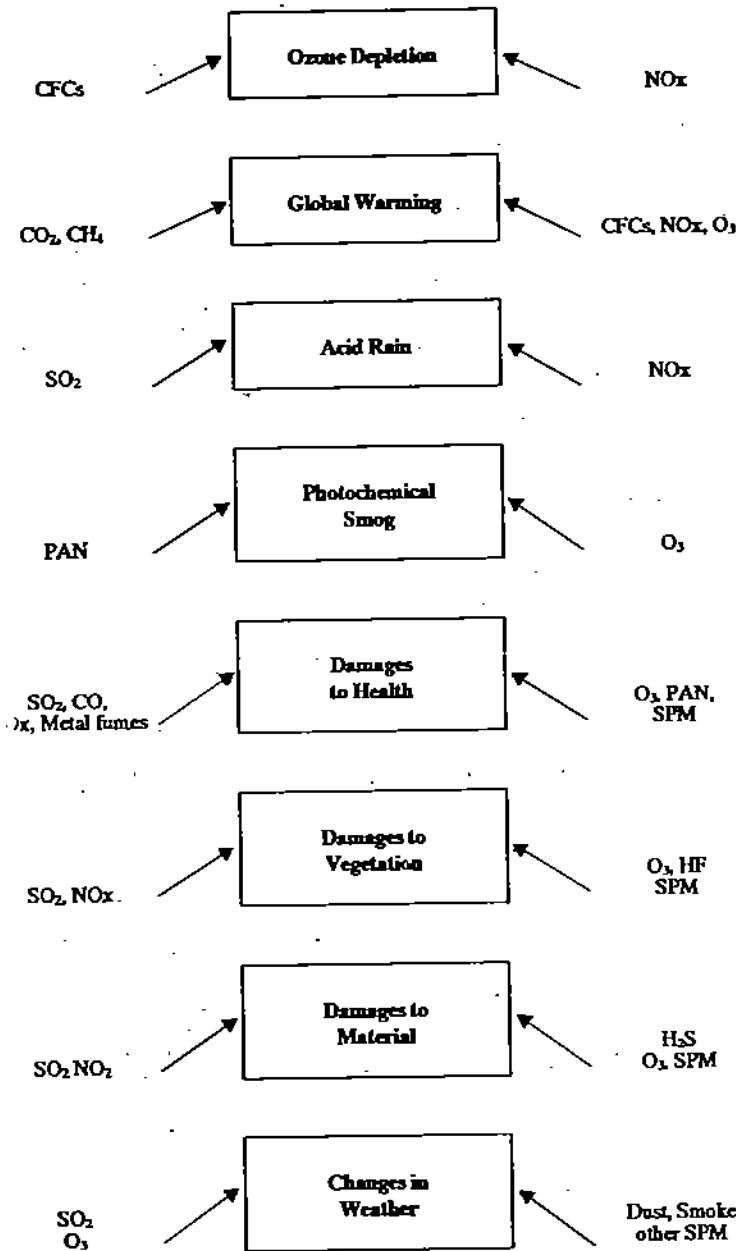 Ozone Depletion
CFCs
NOx
Global Warming
CO₂, CH₄
CFCs, NOx, O₃
Acid Rain
SO₂
NOx
Photochemical
Smog
PAN
O₃
Damages
to Health
SO₂, CO,
Ox, Metal fumes
O₃, PAN,
SPM
Damages to
Vegetation
SO₂, NOx
O₃, HF
SPM
Damages to
Material
SO₂ NO₂
H₂S
O₃, SPM
Changes in
Weather
SO₂
O₃
Dust, Smoke
other SPM